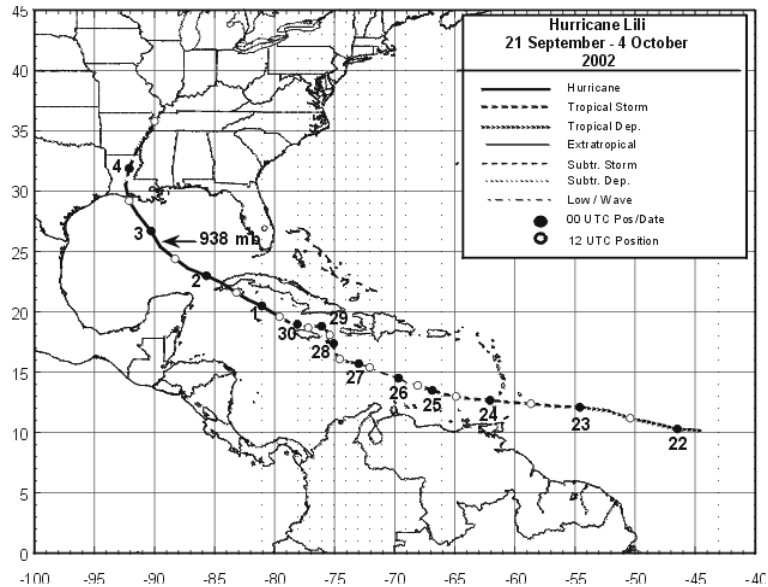 Hurricane Lili
21 September - 4 October
2002
Hurricane
Tropical Storm
Tropical Dep.
Extratropical
Subtr. Storm
Subtr. Dep.
Low / Wave
00 UTC Pos/Date
12 UTC Position
45
40
35
30
25
20
15
10
5
0
4
3
938 mb
2
1
30
29
28
27
26
25
24
23
22
-100 -95 -90 -85 -80 -75 -70 -65 -60 -55 -50 -45 -40